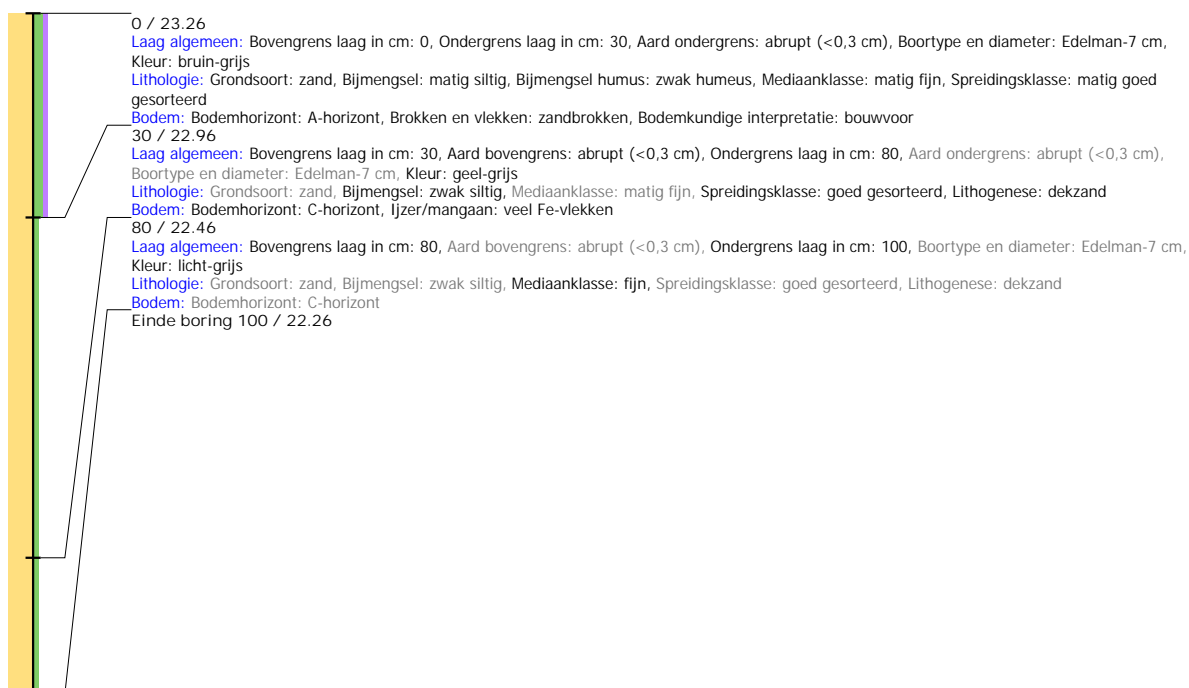 0 / 23.26
Laag algemeen: Bovengrens laag in cm: 0, Ondergrens laag in cm: 30, Aard ondergrens: abrupt (<0,3 cm), Boortype en diameter: Edelman-7 cm,
Kleur: bruin-grijs
Lithologie: Grondsoort: zand, Bijmengsel: matig siltig, Bijmengsel humus: zwak humeus, Mediaanklasse: matig fijn, Spreidingsklasse: matig goed
gesorteerd
Bodem: Bodemhorizont: A-horizont, Brokken en vlekken: zandbrokken, Bodemkundige interpretatie: bouwvoor
30 / 22.96
Laag algemeen: Bovengrens laag in cm: 30, Aard bovengrens: abrupt (<0,3 cm), Ondergrens laag in cm: 80, Aard ondergrens: abrupt (<0,3 cm),
Boortype en diameter: Edelman-7 cm, Kleur: geel-grijs
Lithologie: Grondsoort: zand, Bijmengsel: zwak siltig, Mediaanklasse: matig fijn, Spreidingsklasse: goed gesorteerd, Lithogenese: dekzand
Bodem: Bodemhorizont: C-horizont, Ijzer/mangaan: veel Fe-vlekken
80 / 22.46
Laag algemeen: Bovengrens laag in cm: 80, Aard bovengrens: abrupt (<0,3 cm), Ondergrens laag in cm: 100, Boortype en diameter: Edelman-7 cm,
Kleur: licht-grijs
Lithologie: Grondsoort: zand, Bijmengsel: zwak siltig, Mediaanklasse: fijn, Spreidingsklasse: goed gesorteerd, Lithogenese: dekzand
Bodem: Bodemhorizont: C-horizont
Einde boring 100 / 22.26